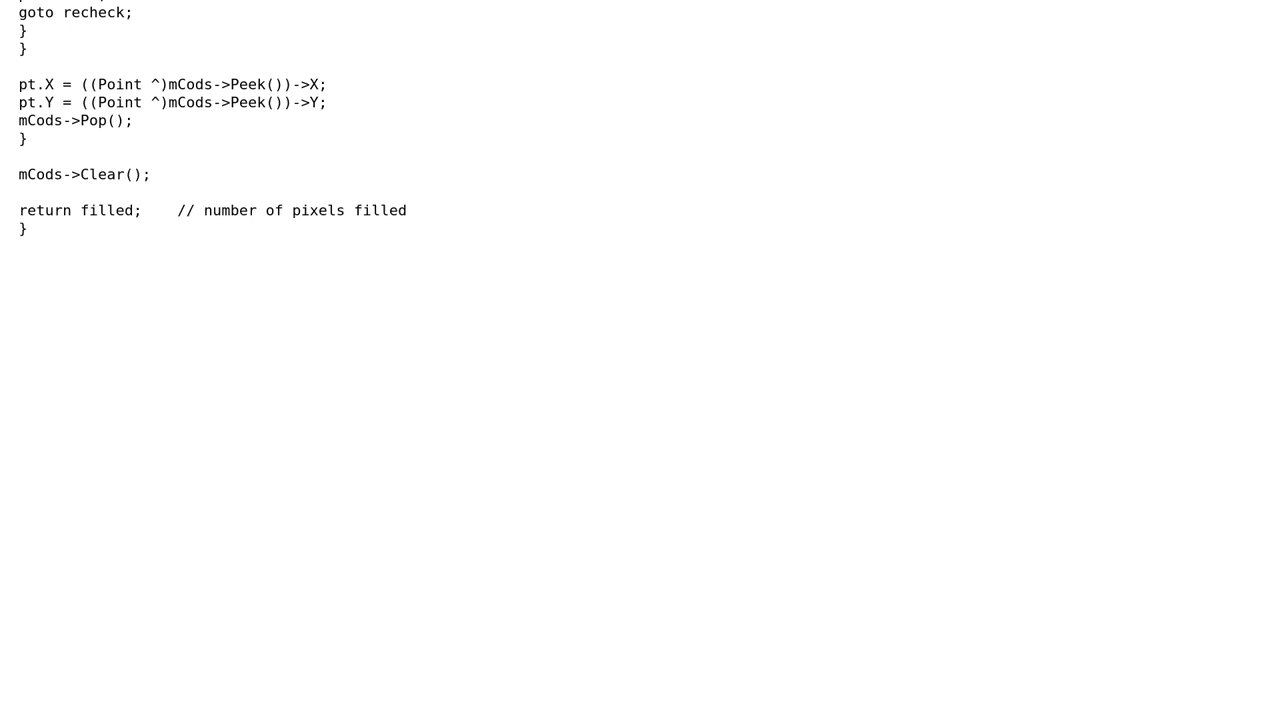 goto recheck;
}
}
pt.X = ((Point ^)mCods->Peek())->X;
pt.Y = ((Point ^)mCods->Peek())->Y;
mCods->Pop();
}
mCods->Clear();
return filled;    // number of pixels filled
}